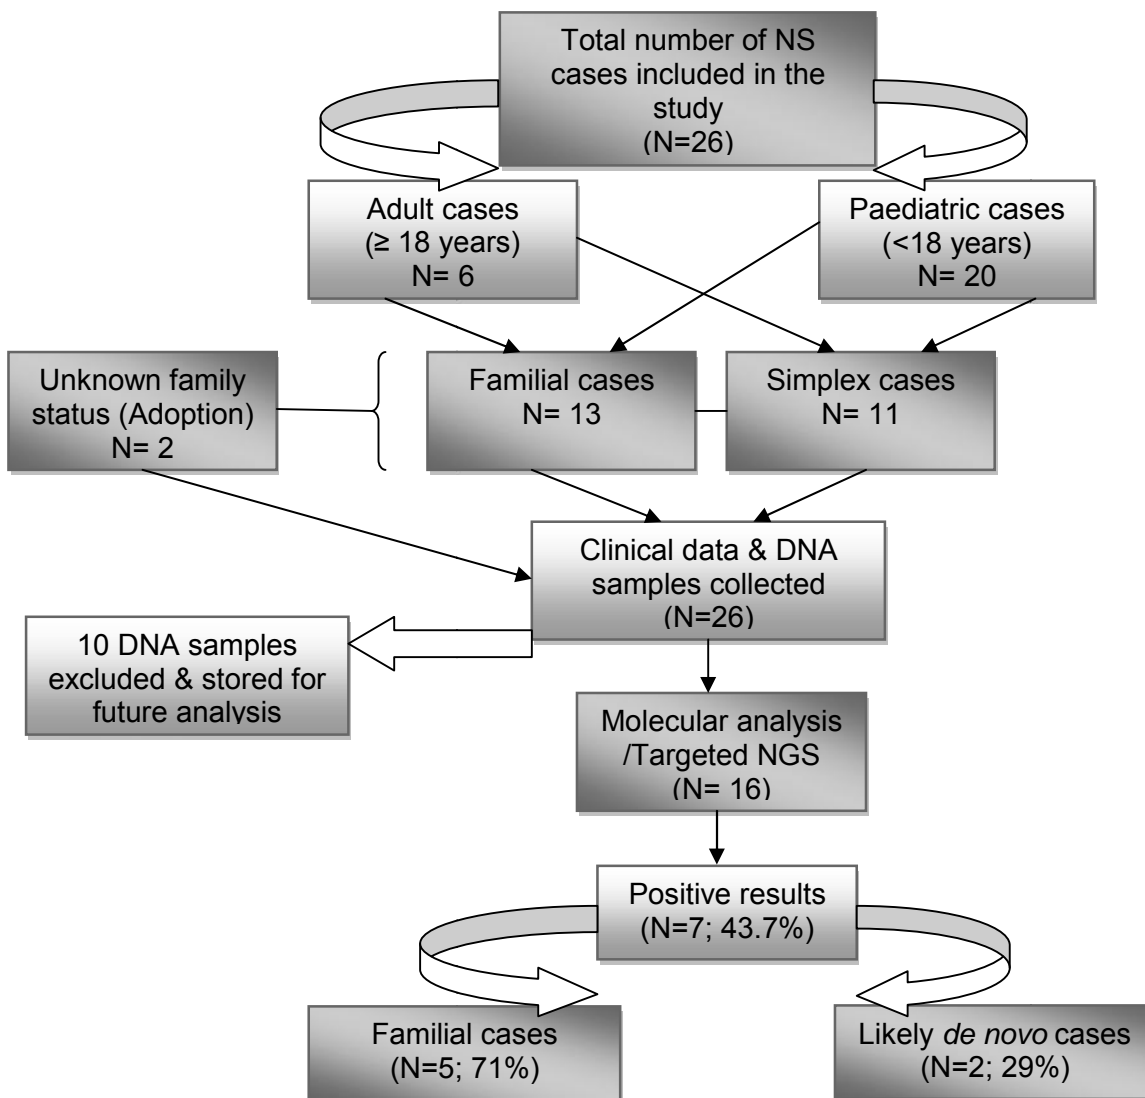 Total number of NS
cases included in the
study
(N=26)
Adult cases
(≥ 18 years)
N= 6
Paediatric cases
(<18 years)
N= 20
Unknown family
status (Adoption)
N= 2
Familial cases
N= 13
Simplex cases
N= 11
Clinical data & DNA
samples collected
(N=26)
10 DNA samples
excluded & stored for
future analysis
Molecular analysis
/Targeted NGS
(N= 16)
Positive results
(N=7; 43.7%)
Familial cases
(N=5; 71%)
Likely de novo cases
(N=2; 29%)